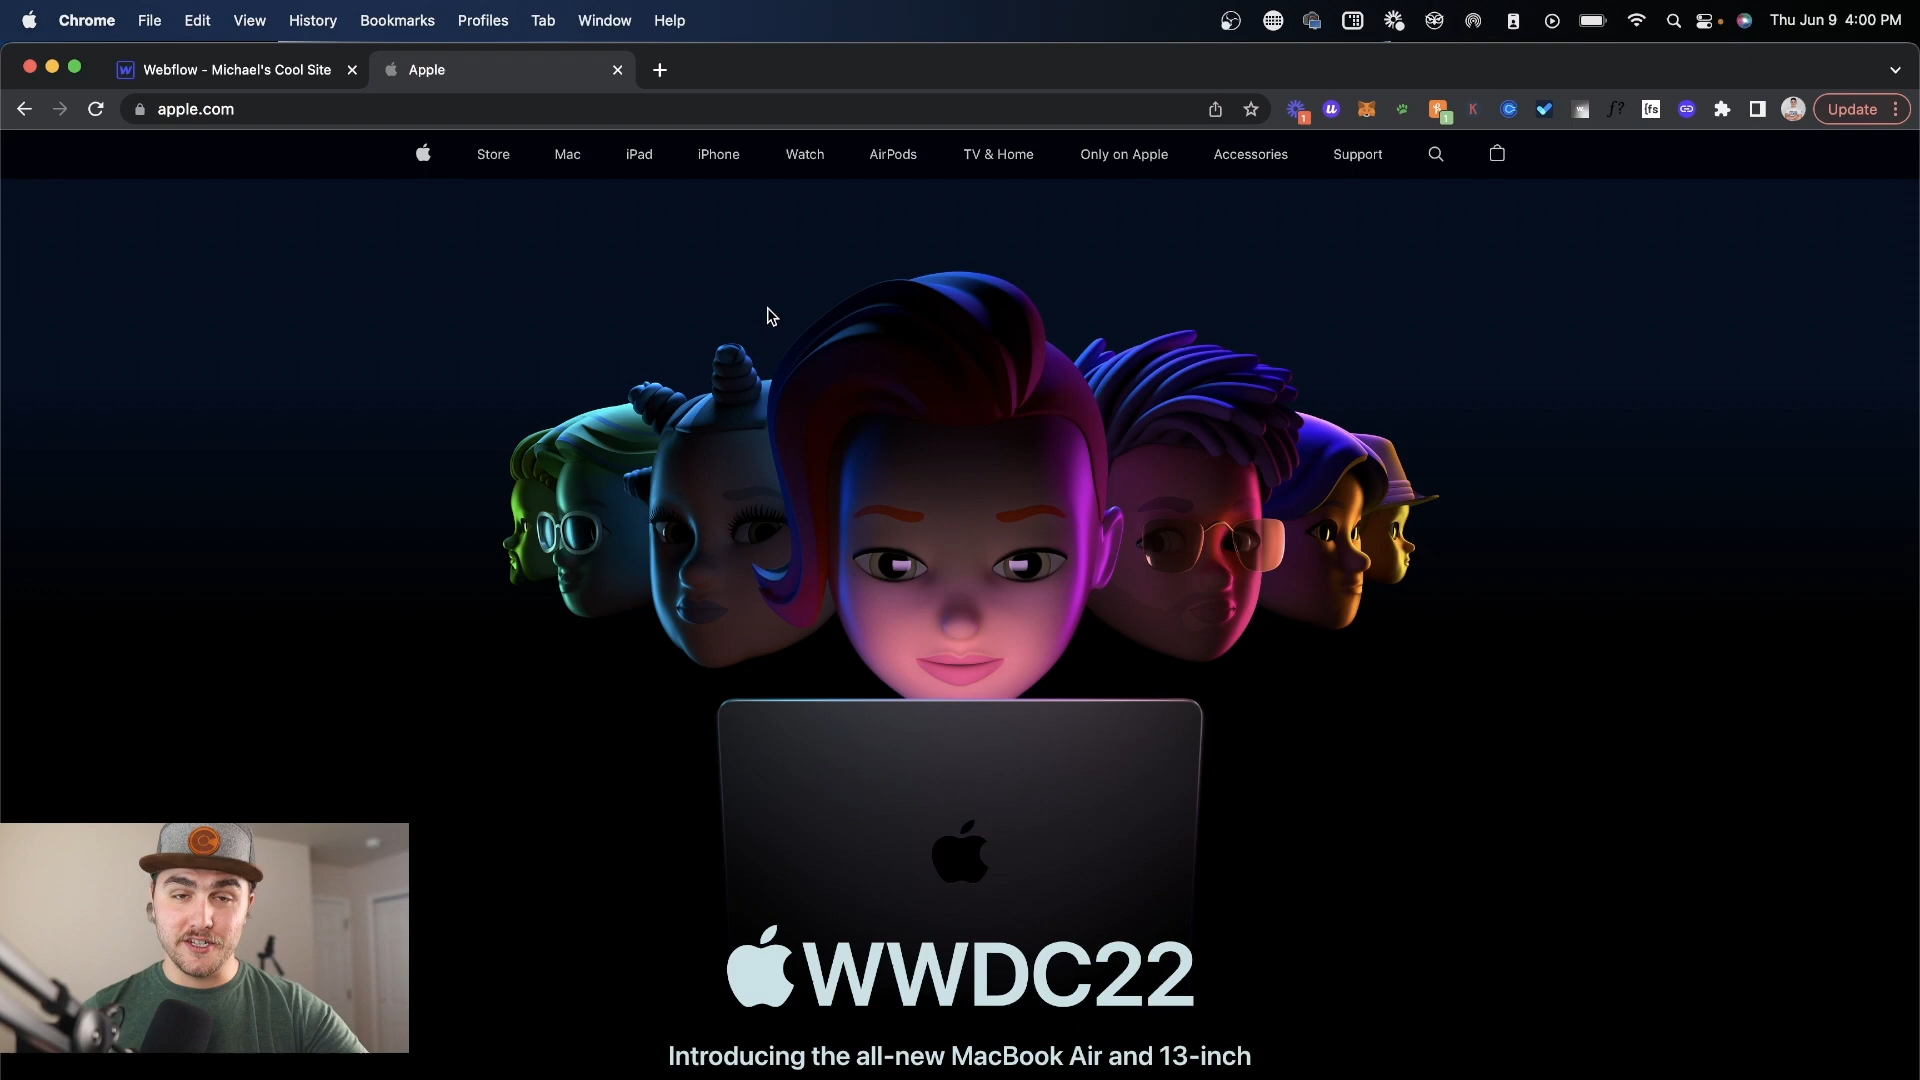 Chrome File Edit View History Bookmarks Profiles Tab Window Help Thu Jun 9 4:00 PM
Webflow - Michael's Cool Site Apple
apple.com Update
Store Mac iPad iPhone Watch AirPods TV & Home Only on Apple Accessories Support
WWDC22
Introducing the all-new MacBook Air and 13-inch